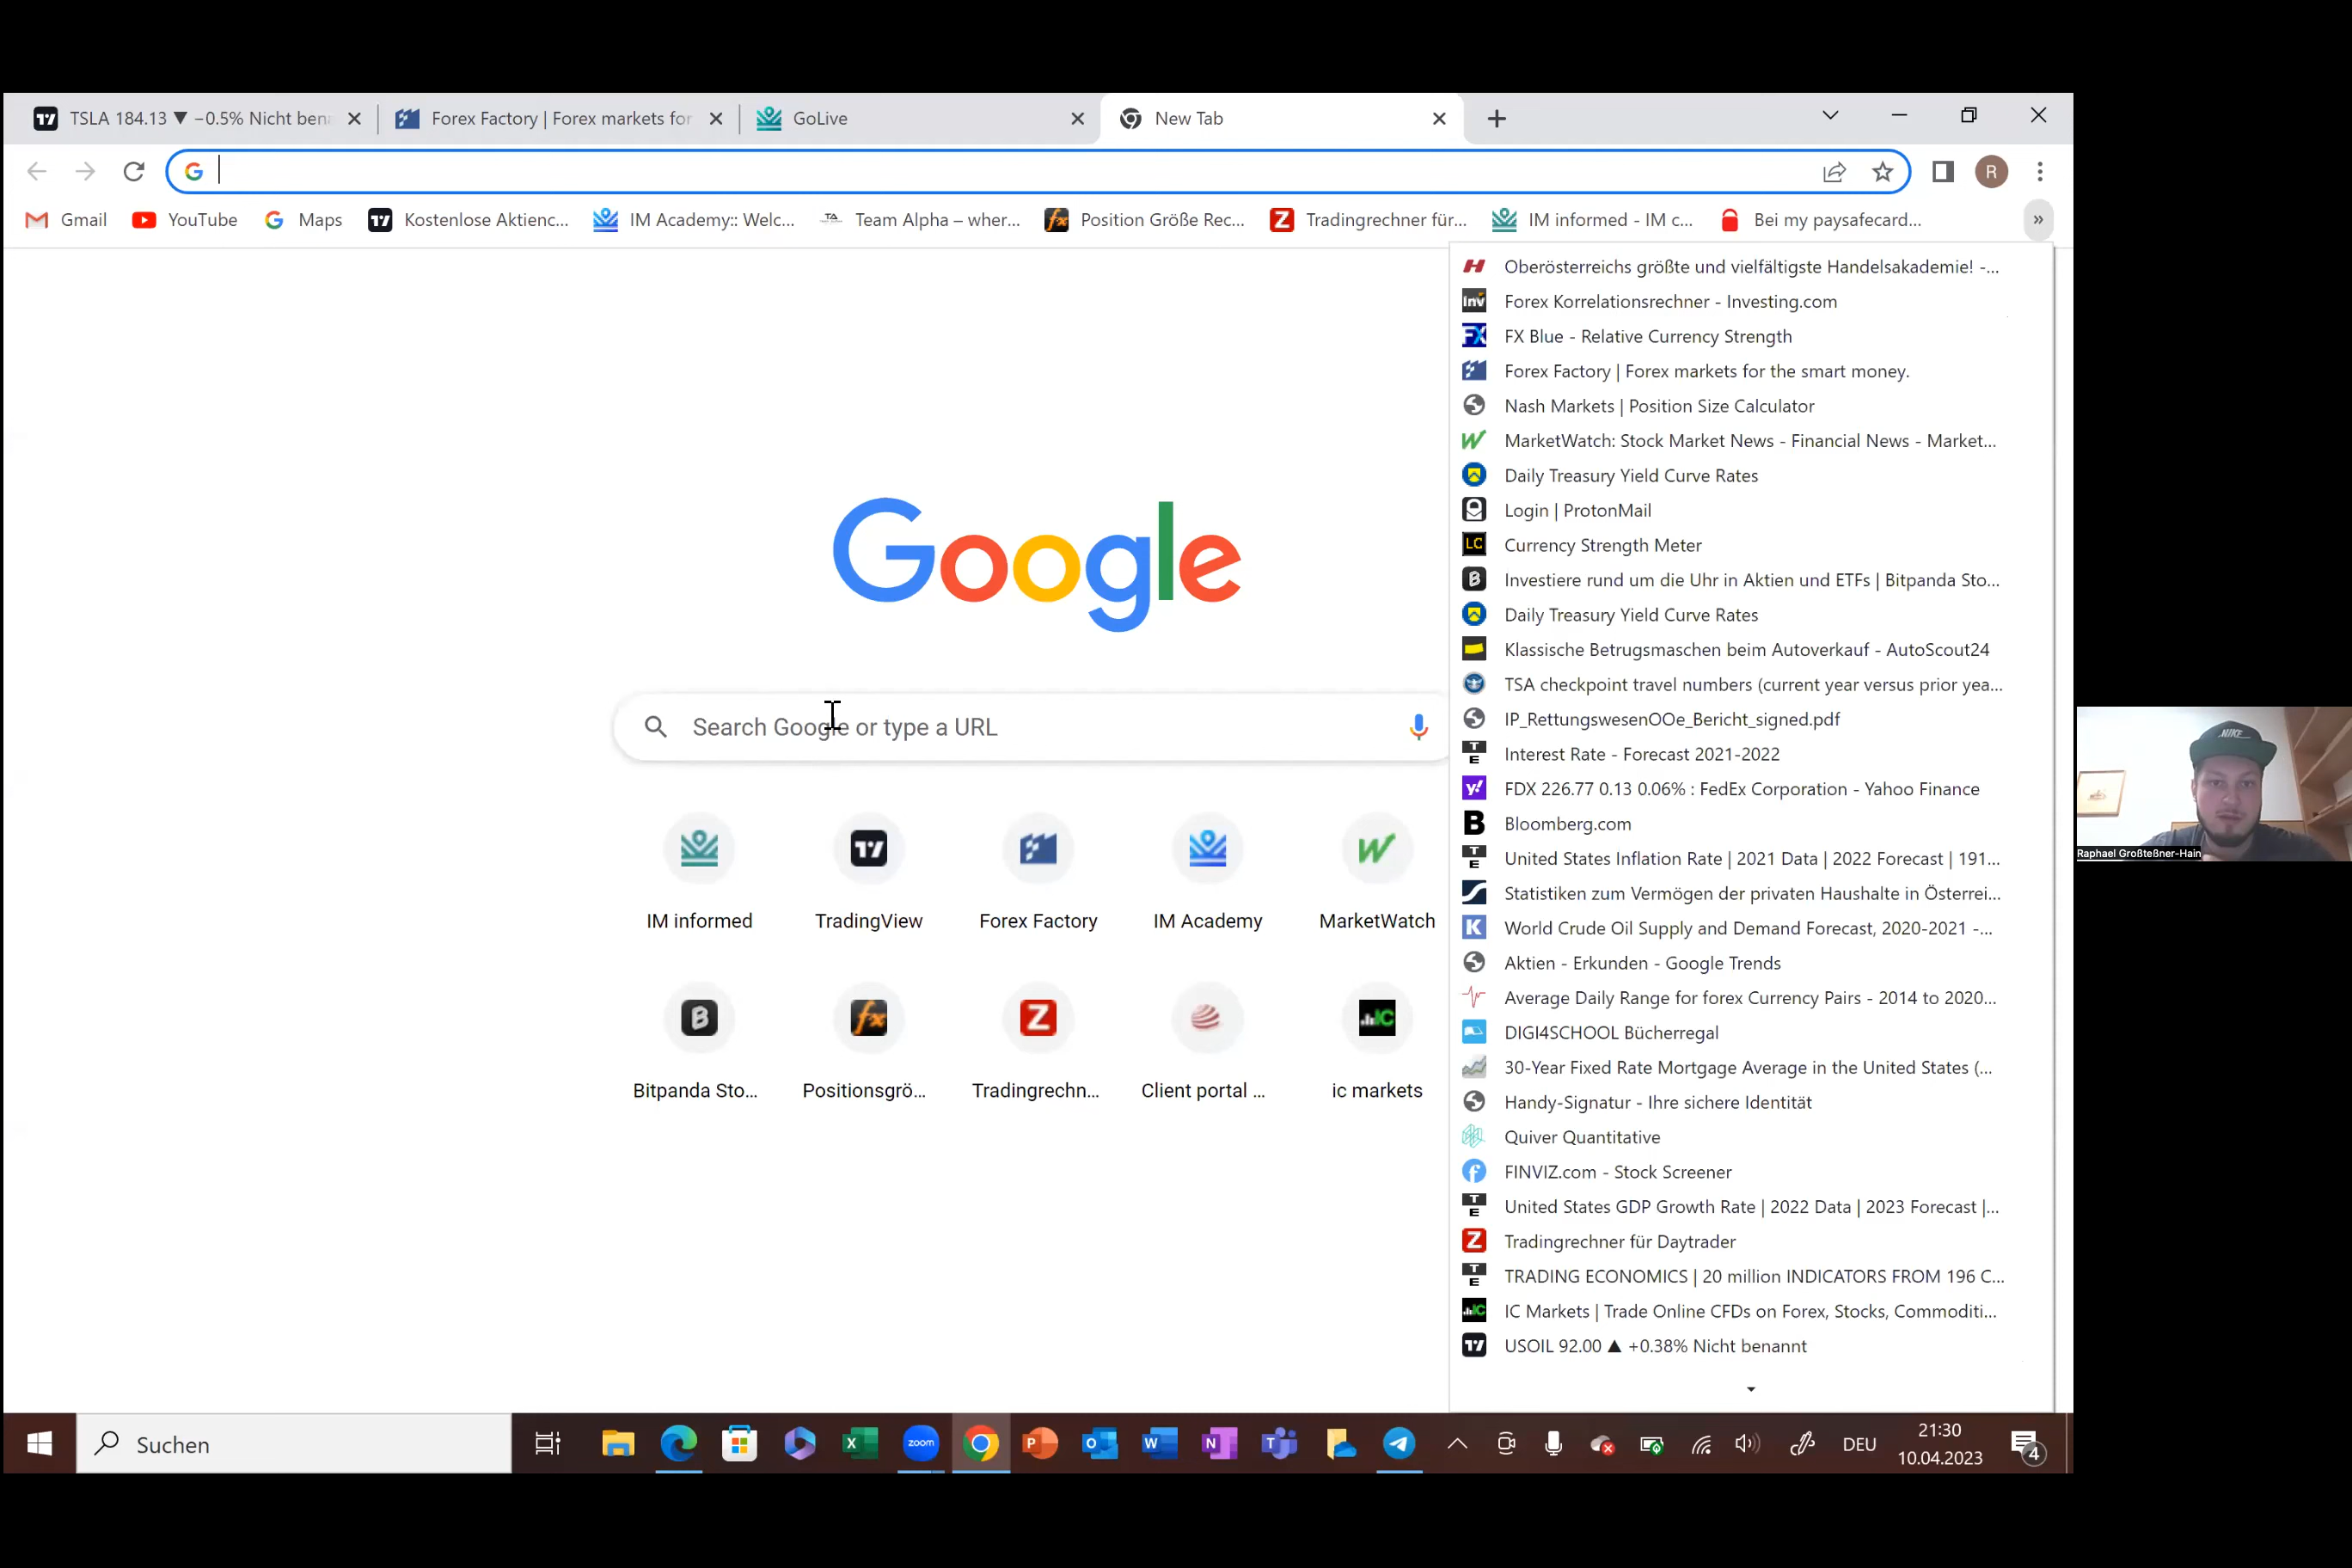 TSLA 184.13 ▼ −0.5% Nicht ben
Forex Factory | Forex markets for
GoLive
New Tab
R
Gmail
YouTube
Maps
Kostenlose Aktienc...
IM Academy:: Welc...
Team Alpha – wher...
Position Größe Rec...
Tradingrechner für...
IM informed - IM c...
Bei my paysafecard...
»
Oberösterreichs größte und vielfältigste Handelsakademie! -...
Forex Korrelationsrechner - Investing.com
FX Blue - Relative Currency Strength
Forex Factory | Forex markets for the smart money.
Nash Markets | Position Size Calculator
MarketWatch: Stock Market News - Financial News - Market...
Daily Treasury Yield Curve Rates
Login | ProtonMail
Currency Strength Meter
Investiere rund um die Uhr in Aktien und ETFs | Bitpanda Sto...
Daily Treasury Yield Curve Rates
Klassische Betrugsmaschen beim Autoverkauf - AutoScout24
TSA checkpoint travel numbers (current year versus prior yea...
IP_RettungswesenOOe_Bericht_signed.pdf
Interest Rate - Forecast 2021-2022
FDX 226.77 0.13 0.06% : FedEx Corporation - Yahoo Finance
Bloomberg.com
United States Inflation Rate | 2021 Data | 2022 Forecast | 191...
Statistiken zum Vermögen der privaten Haushalte in Österrei...
World Crude Oil Supply and Demand Forecast, 2020-2021 -...
Aktien - Erkunden - Google Trends
Average Daily Range for forex Currency Pairs - 2014 to 2020...
DIGI4SCHOOL Bücherregal
30-Year Fixed Rate Mortgage Average in the United States (...
Handy-Signatur - Ihre sichere Identität
Quiver Quantitative
FINVIZ.com - Stock Screener
United States GDP Growth Rate | 2022 Data | 2023 Forecast |...
Tradingrechner für Daytrader
TRADING ECONOMICS | 20 million INDICATORS FROM 196 C...
IC Markets | Trade Online CFDs on Forex, Stocks, Commoditi...
USOIL 92.00 ▲ +0.38% Nicht benannt
Google
Search Google or type a URL
IM informed
TradingView
Forex Factory
IM Academy
MarketWatch
Bitpanda Sto...
Positionsgrö...
Tradingrechn...
Client portal ...
ic markets
NIKE
Raphael Großteßner-Hain
Suchen
zoom
DEU
21:30
10.04.2023
4